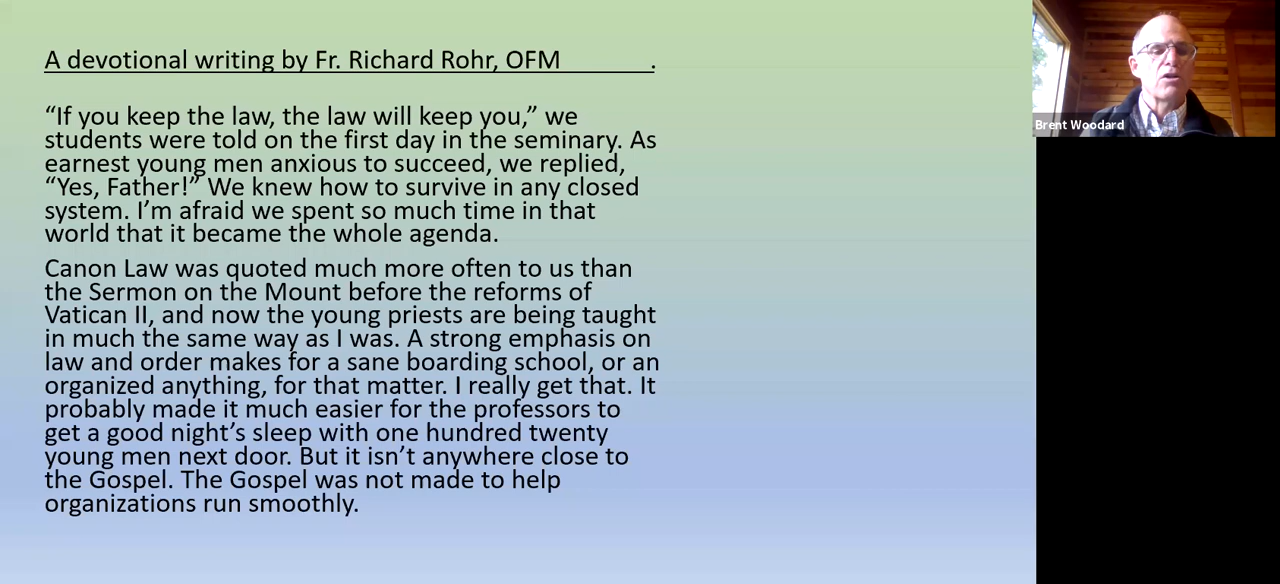 A devotional writing by Fr. Richard Rohr, OFM .
“If you keep the law, the law will keep you,” we
students were told on the first day in the seminary. As
earnest young men anxious to succeed, we replied,
“Yes, Father!” We knew how to survive in any closed
system. I’m afraid we spent so much time in that
world that it became the whole agenda.
Canon Law was quoted much more often to us than
the Sermon on the Mount before the reforms of
Vatican II, and now the young priests are being taught
in much the same way as I was. A strong emphasis on
law and order makes for a sane boarding school, or an
organized anything, for that matter. I really get that. It
probably made it much easier for the professors to
get a good night’s sleep with one hundred twenty
young men next door. But it isn’t anywhere close to
the Gospel. The Gospel was not made to help
organizations run smoothly.
Brent Woodard